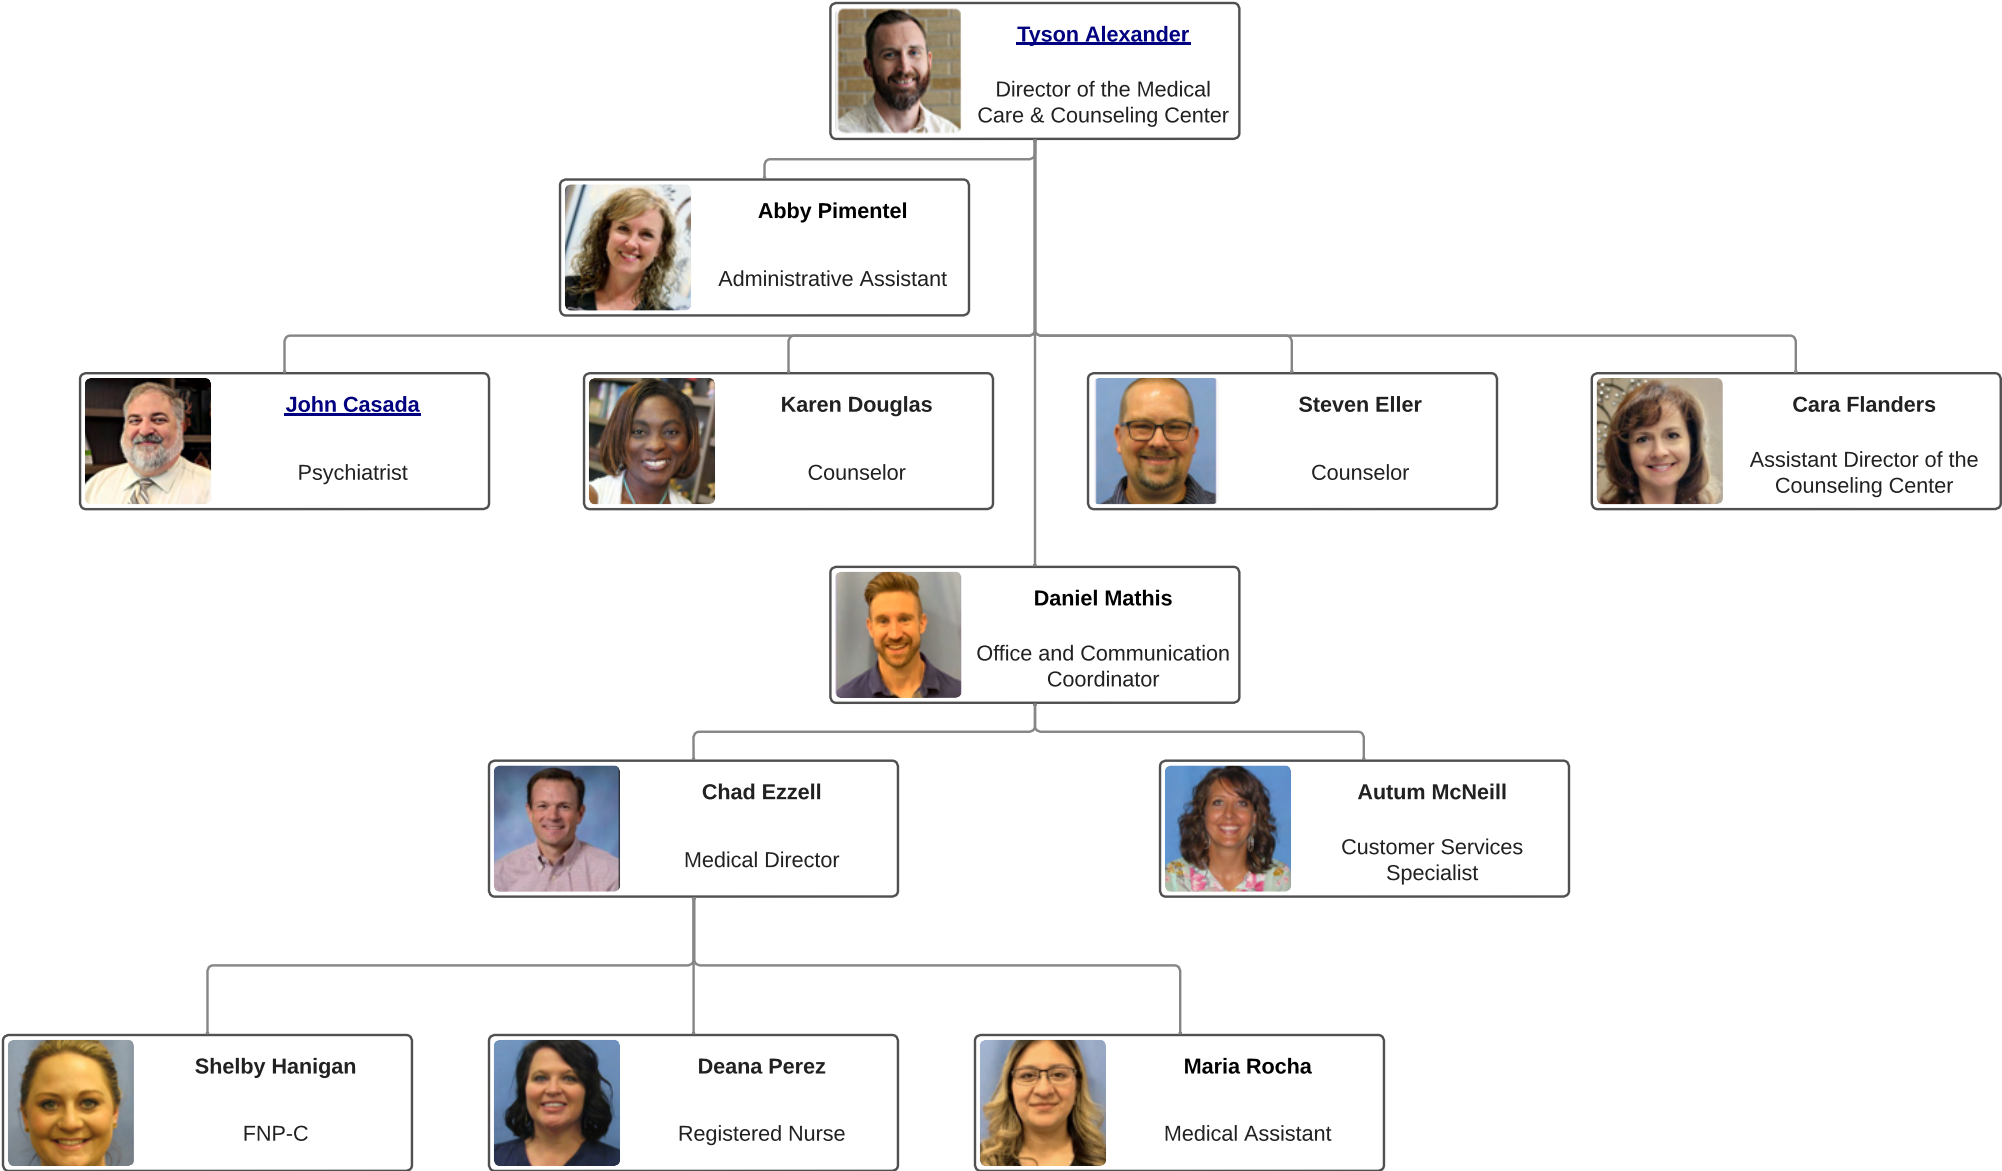 Tyson Alexander
Director of the Medical
Care & Counseling Center
Abby Pimentel
Administrative Assistant
John Casada
Psychiatrist
Karen Douglas
Counselor
Steven Eller
Counselor
Cara Flanders
Assistant Director of the
Counseling Center
Daniel Mathis
Office and Communication
Coordinator
Chad Ezzell
Medical Director
Autum McNeill
Customer Services
Specialist
Shelby Hanigan
FNP-C
Deana Perez
Registered Nurse
Maria Rocha
Medical Assistant